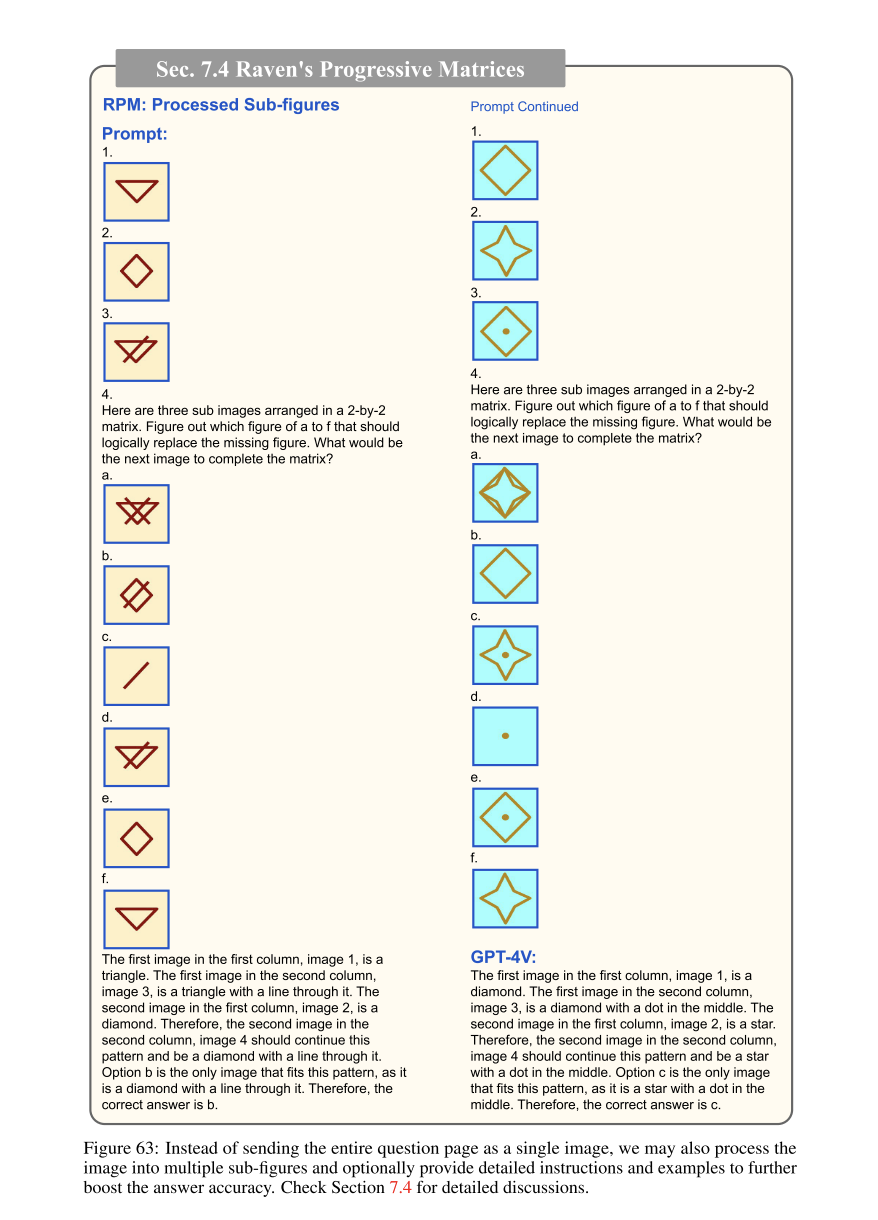 Sec. 7.4 Raven's Progressive Matrices
RPM: Processed Sub-figures
Prompt:
1.
2.
3.
4.
Here are three sub images arranged in a 2-by-2
matrix. Figure out which figure of a to f that should
logically replace the missing figure. What would be
the next image to complete the matrix?
a.
b.
c.
d.
e.
f.
The first image in the first column, image 1, is a
triangle. The first image in the second column,
image 3, is a triangle with a line through it. The
second image in the first column, image 2, is a
diamond. Therefore, the second image in the
second column, image 4 should continue this
pattern and be a diamond with a line through it.
Option b is the only image that fits this pattern, as it
is a diamond with a line through it. Therefore, the
correct answer is b.
Prompt Continued
1.
2.
3.
4.
Here are three sub images arranged in a 2-by-2
matrix. Figure out which figure of a to f that should
logically replace the missing figure. What would be
the next image to complete the matrix?
a.
b.
c.
d.
e.
f.
GPT-4V:
The first image in the first column, image 1, is a
diamond. The first image in the second column,
image 3, is a diamond with a dot in the middle. The
second image in the first column, image 2, is a star.
Therefore, the second image in the second column,
image 4 should continue this pattern and be a star
with a dot in the middle. Option c is the only image
that fits this pattern, as it is a star with a dot in the
middle. Therefore, the correct answer is c.
Figure 63: Instead of sending the entire question page as a single image, we may also process the
image into multiple sub-figures and optionally provide detailed instructions and examples to further
boost the answer accuracy. Check Section 7.4 for detailed discussions.